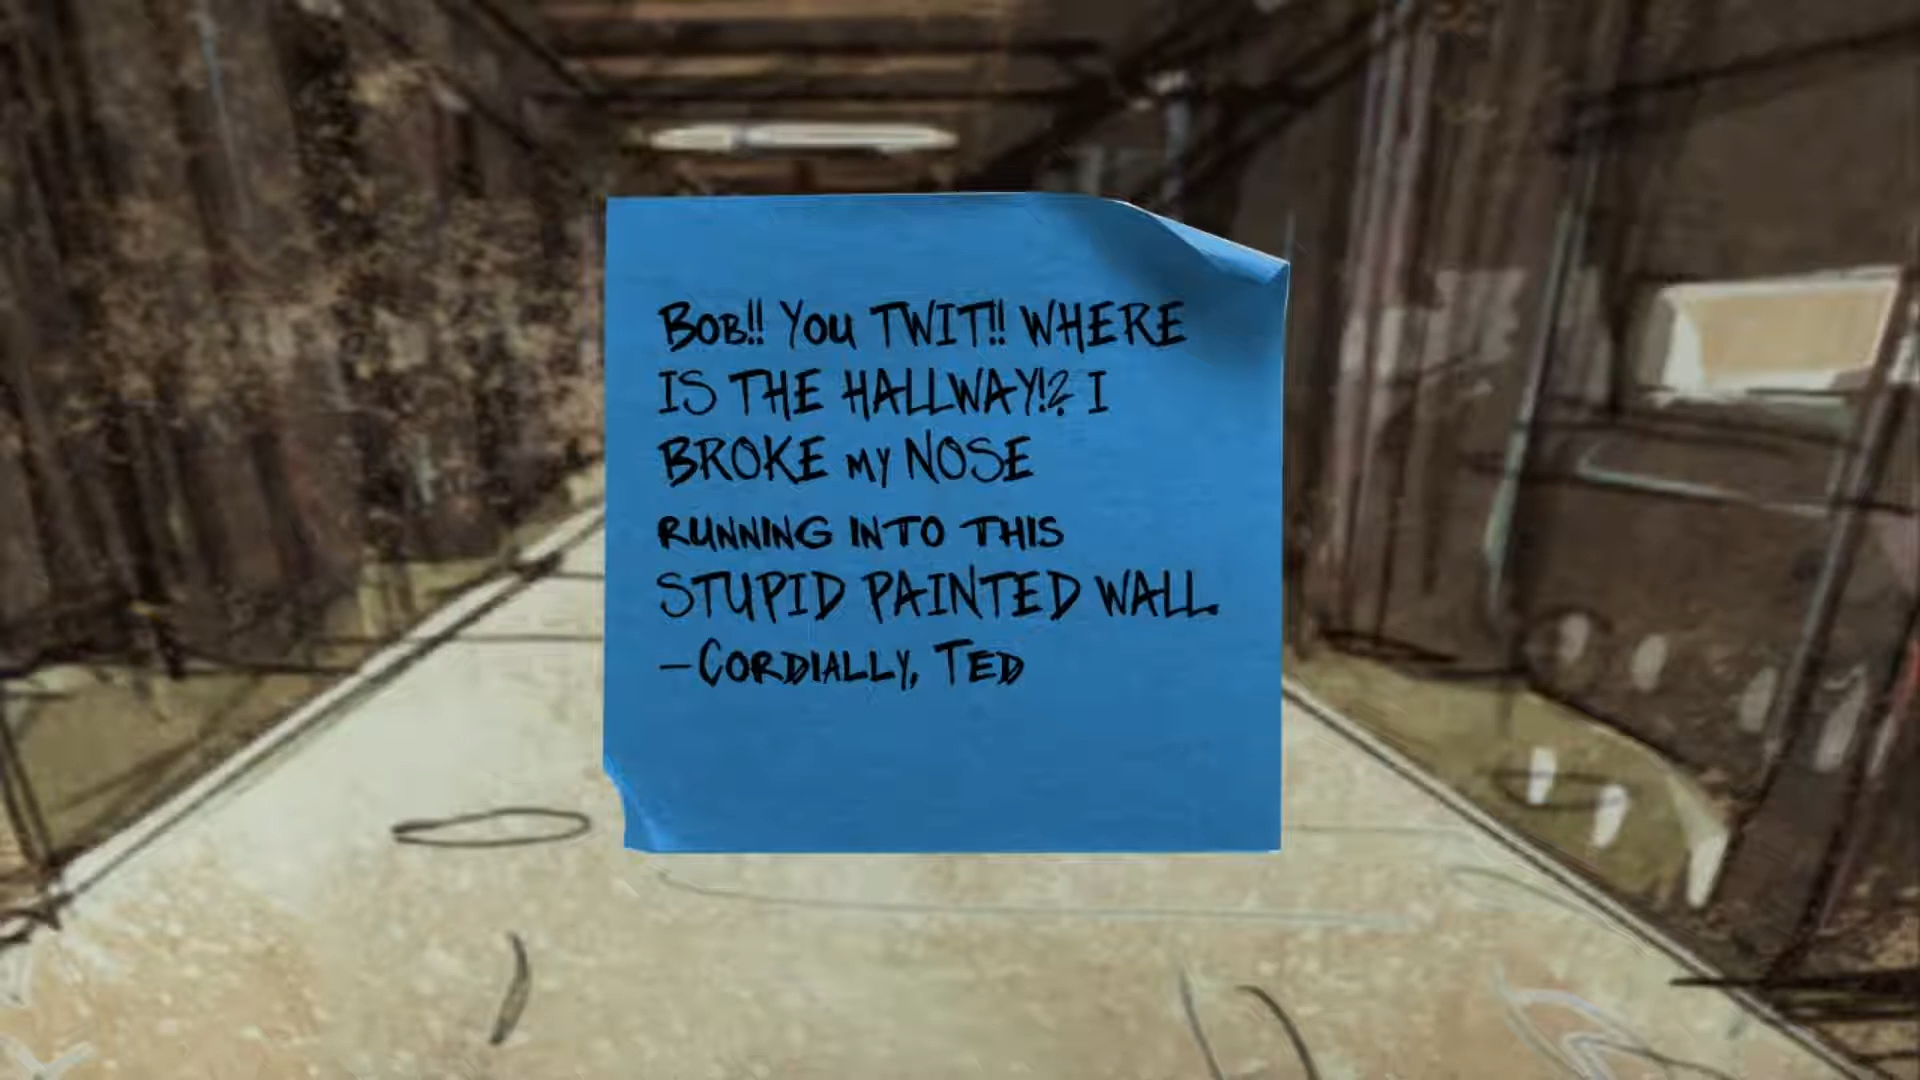 Bob!! You TWIT!! WHERE
IS THE HALLWAY!? I
BROKE my NOSE
RUNNING INTO THIS
STUPID PAINTED WALL.
–CORDIALLY, TED